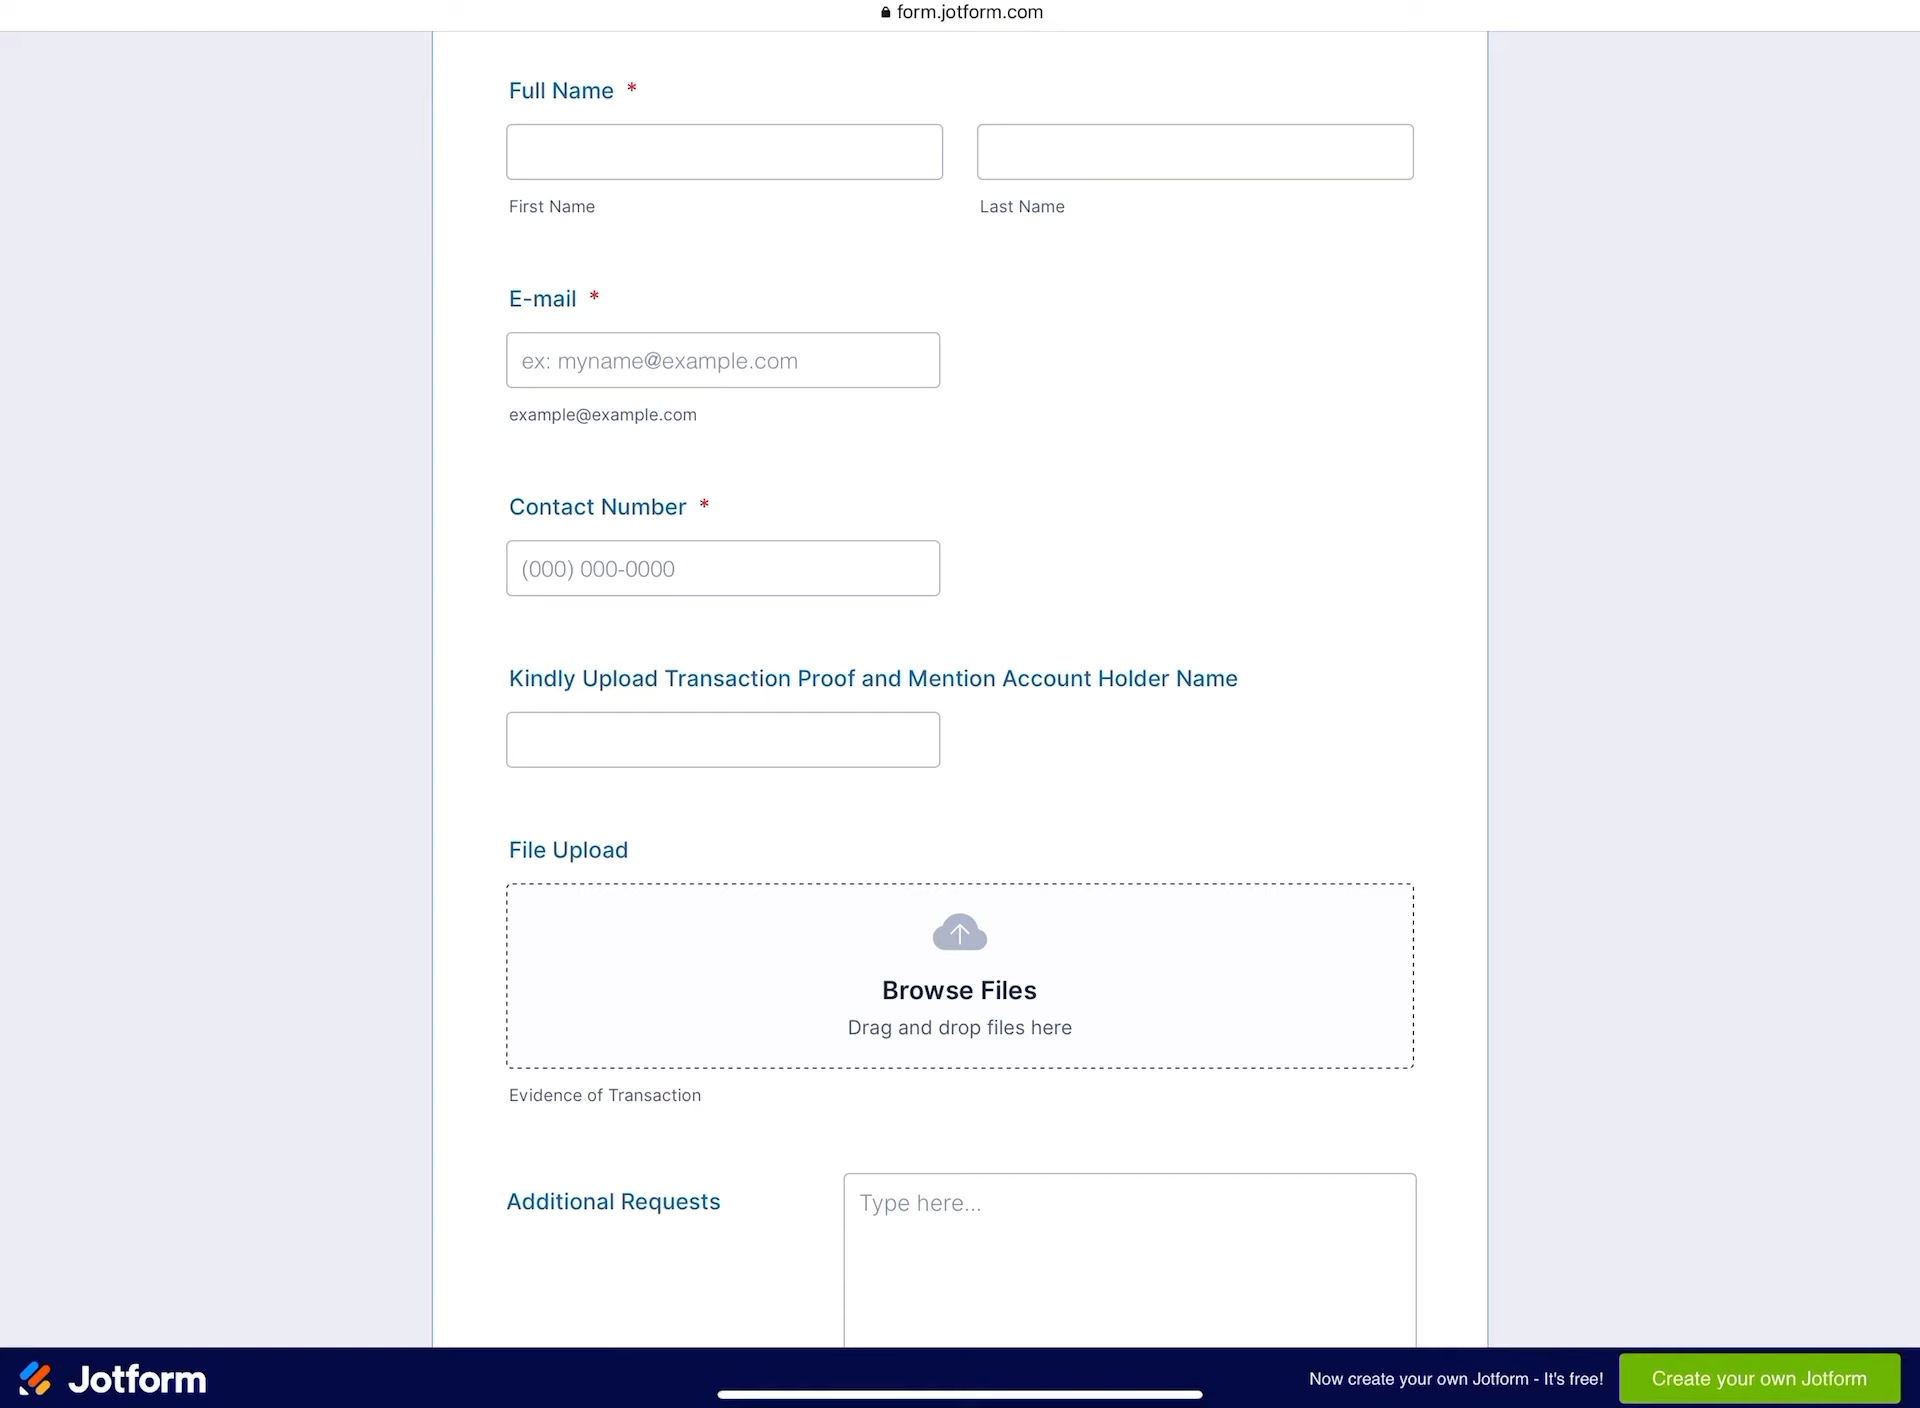 form.jotform.com
Full Name *
First Name
Last Name
E-mail *
ex: myname@example.com
example@example.com
Contact Number *
(000) 000-0000
Kindly Upload Transaction Proof and Mention Account Holder Name
File Upload
Browse Files
Drag and drop files here
Evidence of Transaction
Additional Requests
Type here...
Jotform
Now create your own Jotform - It's free!
Create your own Jotform